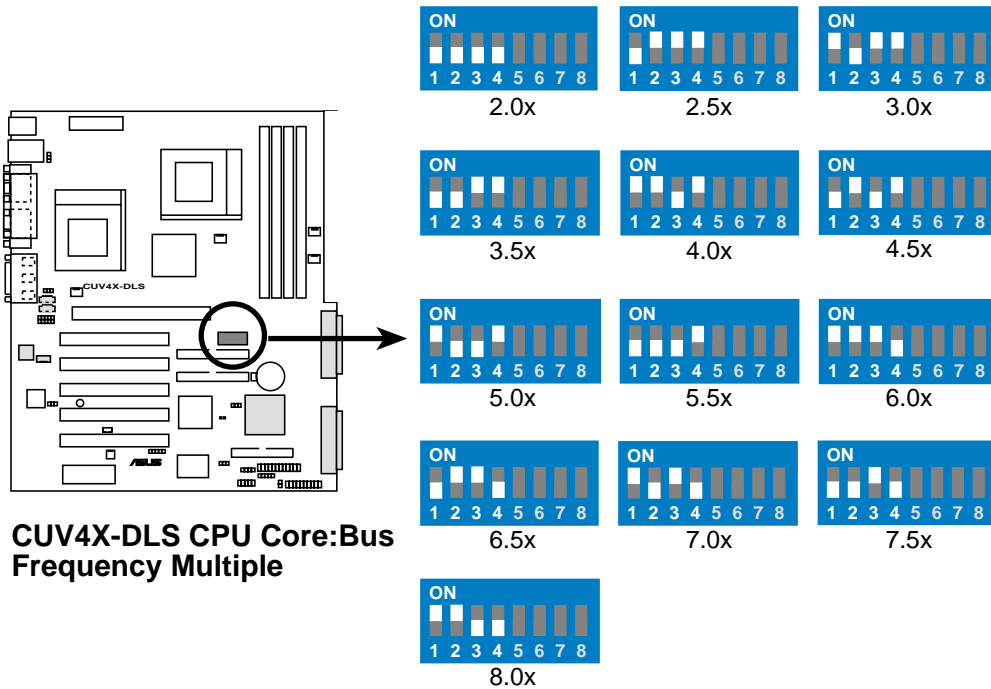 ON
1 2 3 4 5 6 7 8
2.0x
ON
1 2 3 4 5 6 7 8
2.5x
ON
1 2 3 4 5 6 7 8
3.0x
ON
1 2 3 4 5 6 7 8
3.5x
ON
1 2 3 4 5 6 7 8
4.0x
ON
1 2 3 4 5 6 7 8
4.5x
CUV4X-DLS
ON
1 2 3 4 5 6 7 8
5.0x
ON
1 2 3 4 5 6 7 8
5.5x
ON
1 2 3 4 5 6 7 8
6.0x
ASUS
ON
1 2 3 4 5 6 7 8
6.5x
ON
1 2 3 4 5 6 7 8
7.0x
ON
1 2 3 4 5 6 7 8
7.5x
CUV4X-DLS CPU Core:Bus
Frequency Multiple
ON
1 2 3 4 5 6 7 8
8.0x